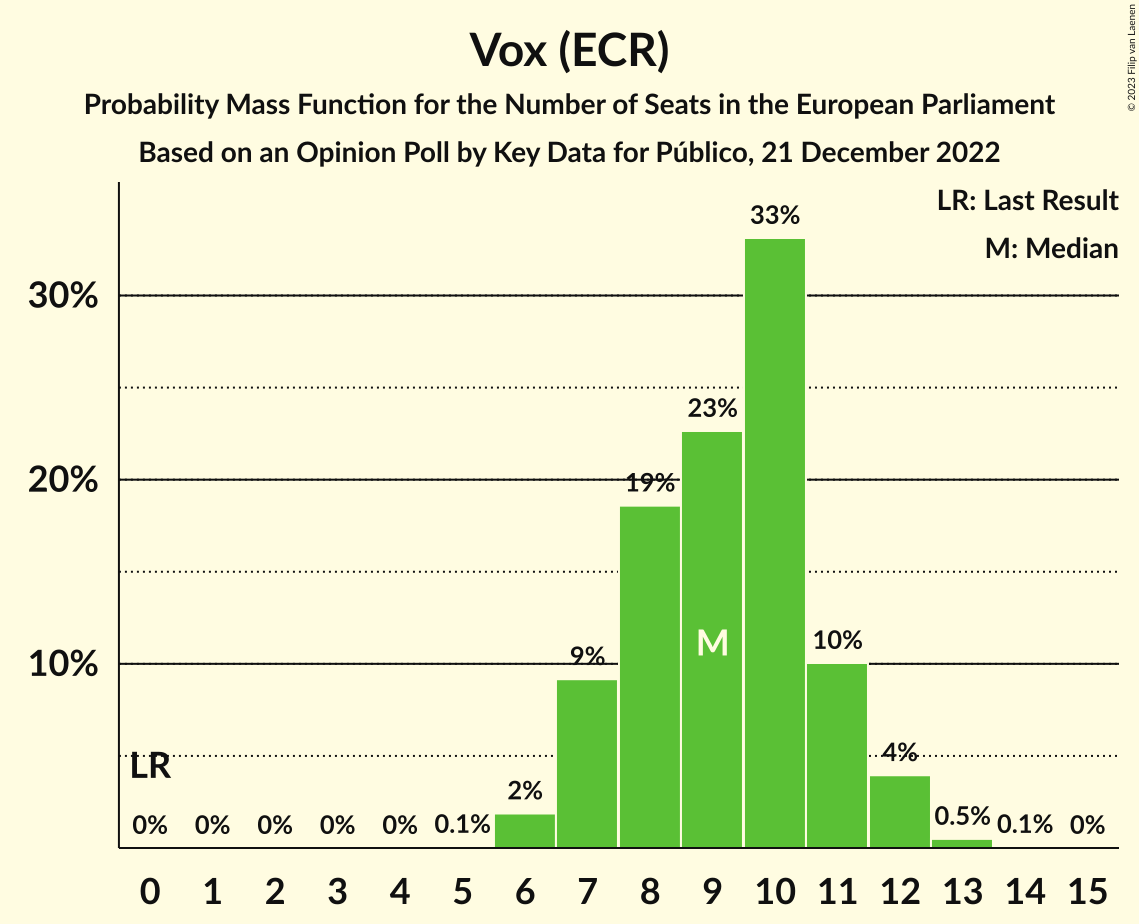 Vox (ECR)
Probability Mass Function for the Number of Seats in the European Parliament
Based on an Opinion Poll by Key Data for Público, 21 December 2022
© 2023 Filip van Laenen
LR: Last Result
M: Median
33%
30%
23%
20%
19%
M
10%
10%
9%
LR
4%
2%
0% 0% 0% 0% 0% 0.1% 0.5% 0.1% 0%
0 1 2 3 4 5 6 7 8 9 10 11 12 13 14 15